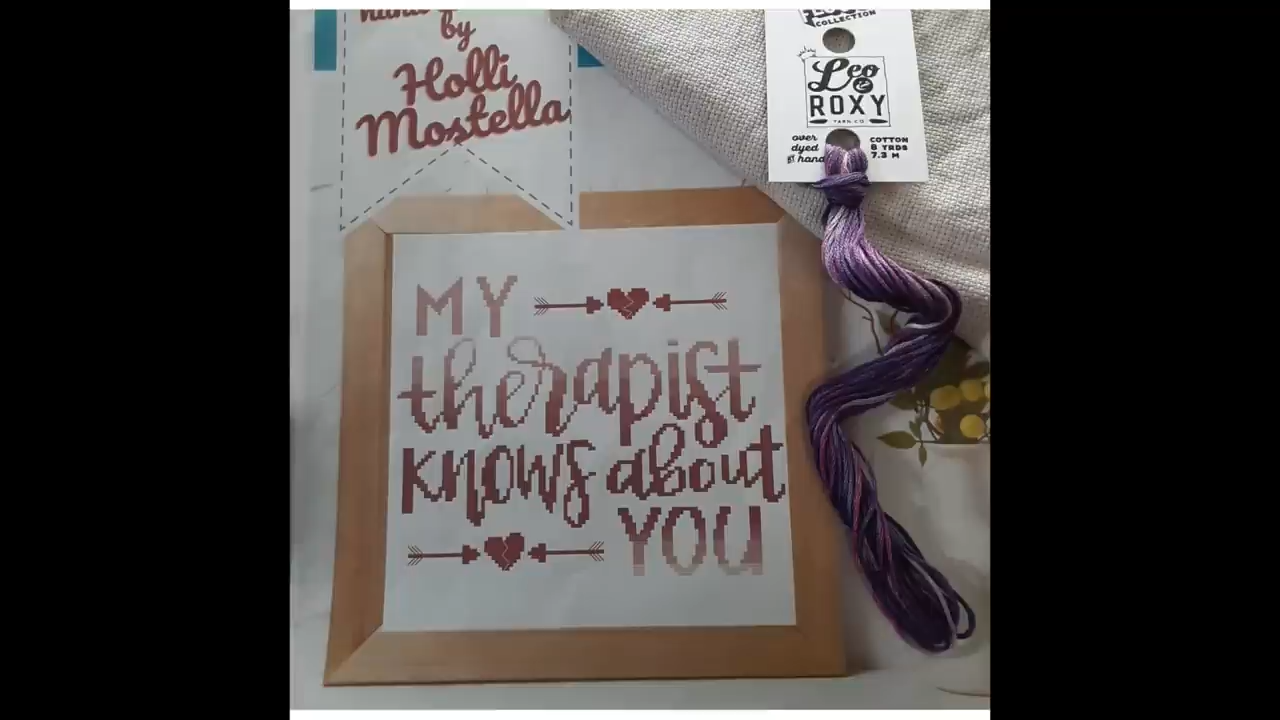 by
Holli
Mostella
COLLECTION
Leo
&
ROXY
YARN CO.
over
dyed
BY hand
COTTON
8 YRDS
7.3 M
MY
therapist
knows about
YOU